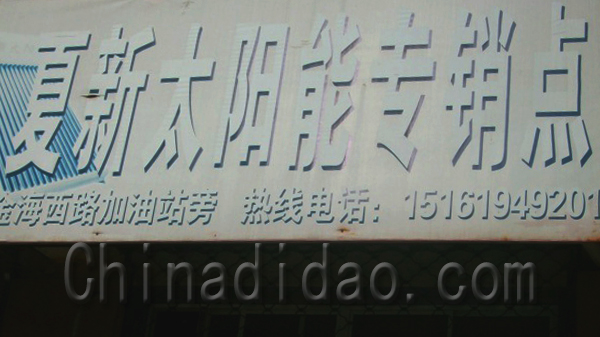 夏新太阳能专销点
金海西路加油站旁 热线电话：15161949201
Chinadidao.com